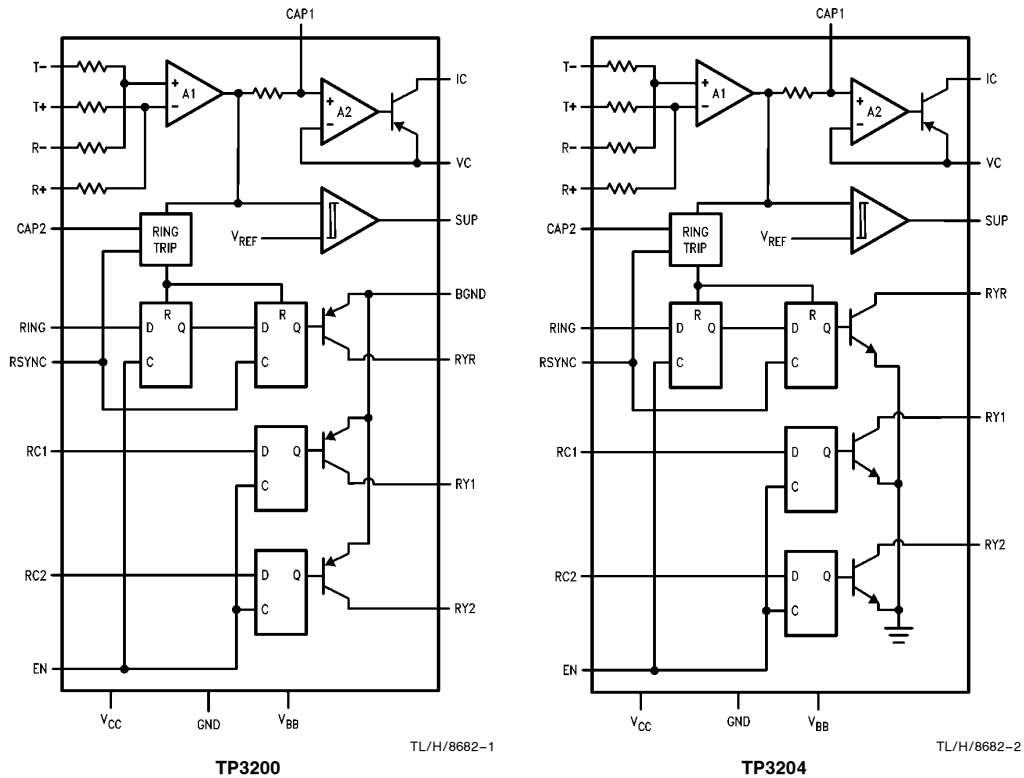 CAP1
T−
T+
R−
R+
+
−
A1
+
−
A2
IC
VC
CAP2
RING
TRIP
VREF
SUP
BGND
RING
RSYNC
D
R
Q
C
D
R
Q
C
RYR
RC1
D
Q
C
RY1
RC2
D
Q
C
RY2
EN
VCC
GND
VBB
TL/H/8682−1
TP3200
CAP1
T−
T+
R−
R+
+
−
A1
+
−
A2
IC
VC
CAP2
RING
TRIP
VREF
SUP
RYR
RING
RSYNC
D
R
Q
C
D
R
Q
C
RY1
RC1
D
Q
C
RY2
RC2
D
Q
C
EN
VCC
GND
VBB
TL/H/8682−2
TP3204